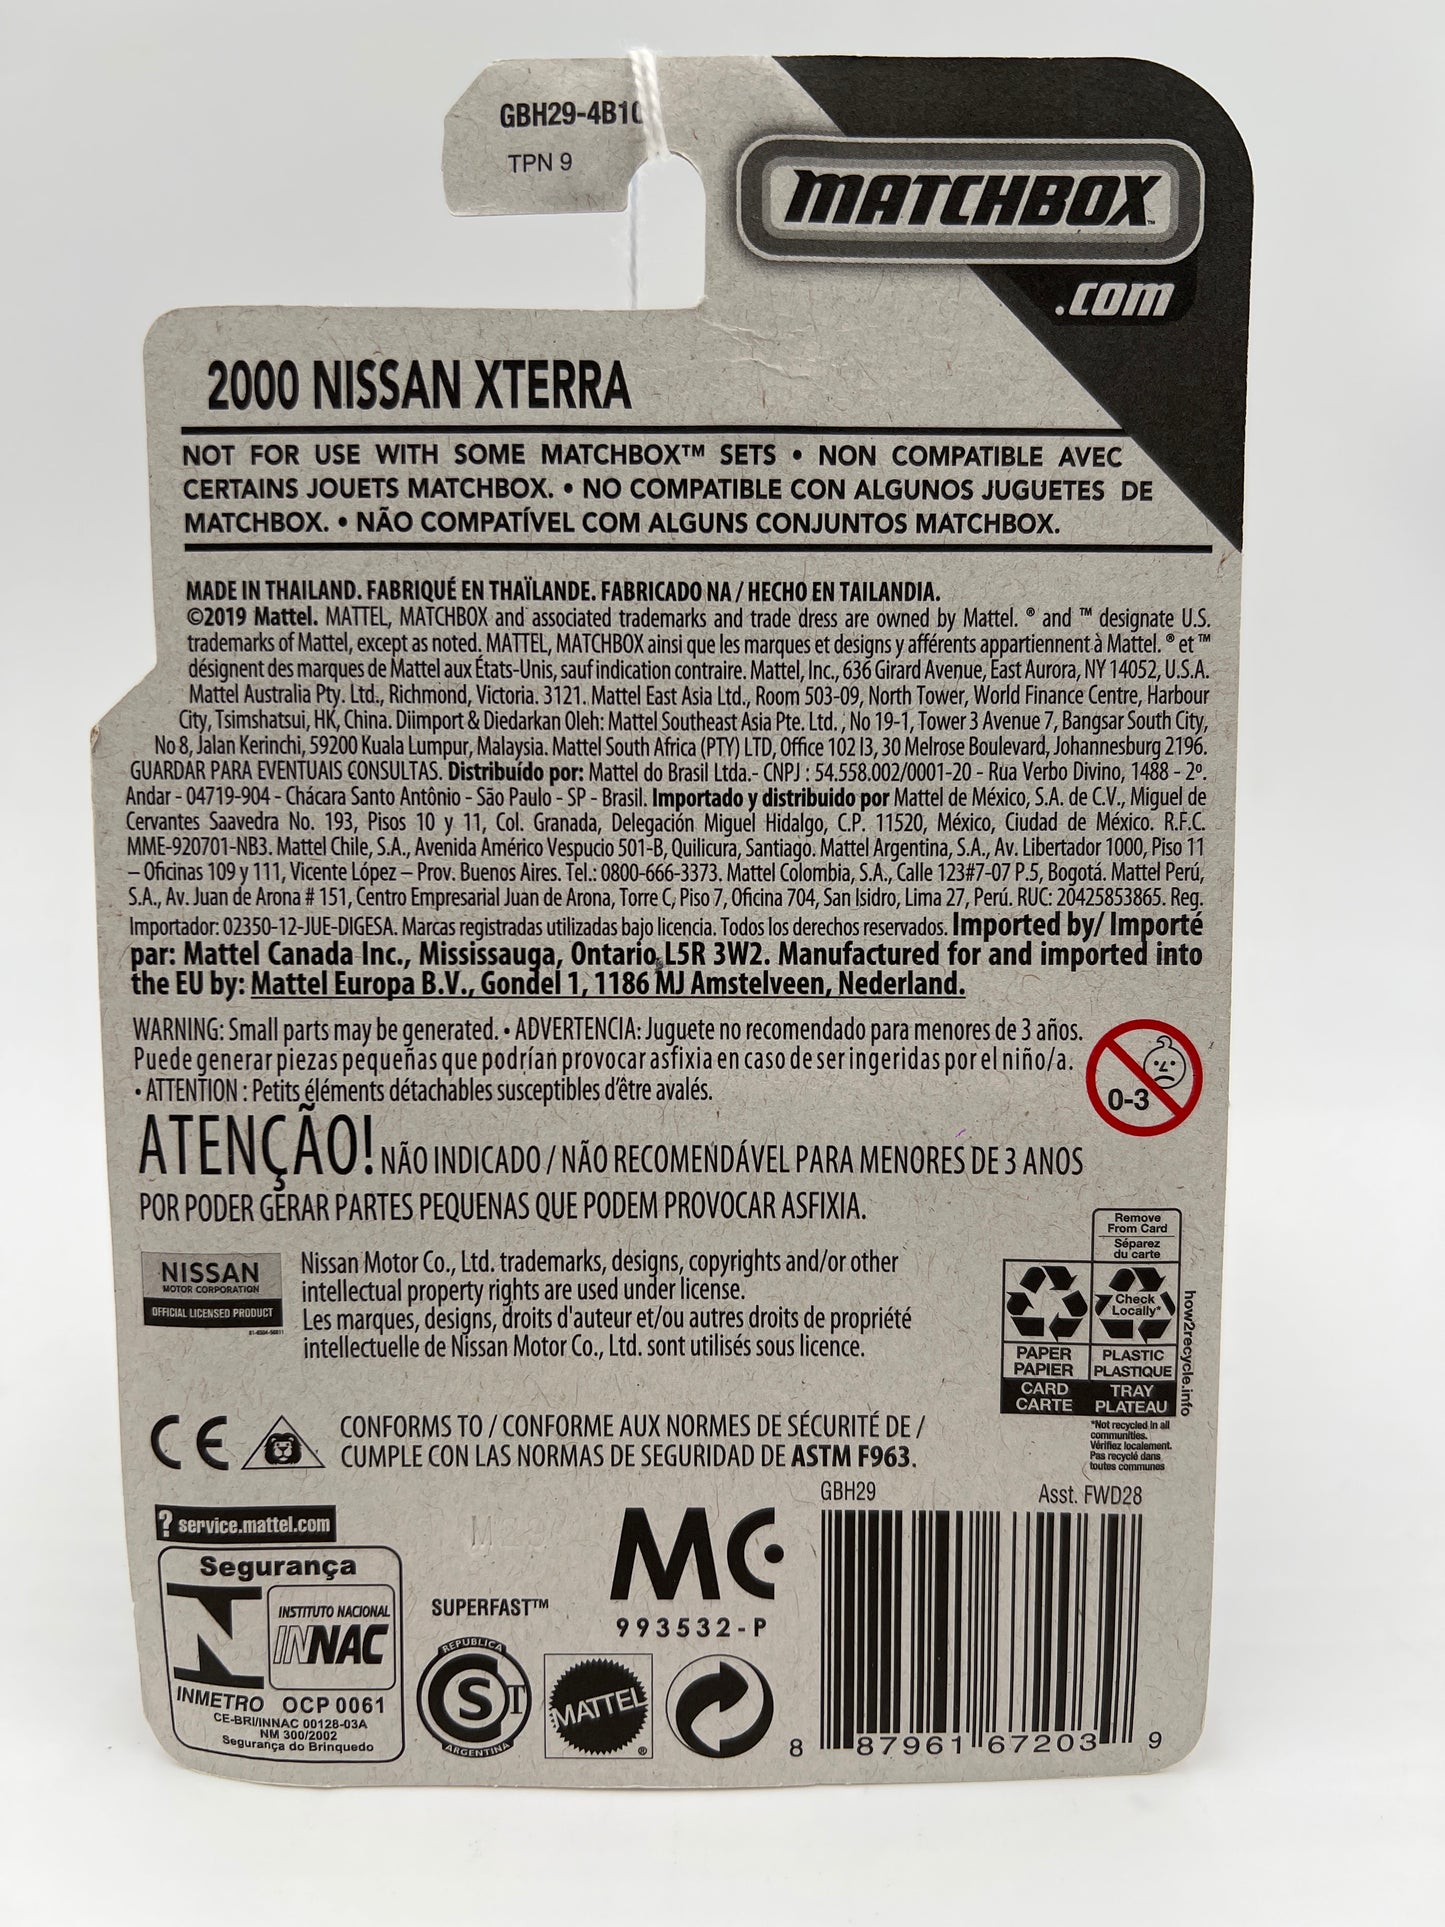 GBH29-4B10
TPN 9
MATCHBOX™
.com
2000 NISSAN XTERRA
NOT FOR USE WITH SOME MATCHBOX™ SETS • NON COMPATIBLE AVEC
CERTAINS JOUETS MATCHBOX. • NO COMPATIBLE CON ALGUNOS JUGUETES DE
MATCHBOX. • NÃO COMPATÍVEL COM ALGUNS CONJUNTOS MATCHBOX.
MADE IN THAILAND. FABRIQUÉ EN THAÏLANDE. FABRICADO NA / HECHO EN TAILANDIA.
©2019 Mattel. MATTEL, MATCHBOX and associated trademarks and trade dress are owned by Mattel. ® and ™ designate U.S.
trademarks of Mattel, except as noted. MATTEL, MATCHBOX ainsi que les marques et designs y afférents appartiennent à Mattel. ® et ™
désignent des marques de Mattel aux États-Unis, sauf indication contraire. Mattel, Inc., 636 Girard Avenue, East Aurora, NY 14052, U.S.A.
Mattel Australia Pty. Ltd., Richmond, Victoria. 3121. Mattel East Asia Ltd., Room 503-09, North Tower, World Finance Centre, Harbour
City, Tsimshatsui, HK, China. Diimport & Diedarkan Oleh: Mattel Southeast Asia Pte. Ltd., No 19-1, Tower 3 Avenue 7, Bangsar South City,
No 8, Jalan Kerinchi, 59200 Kuala Lumpur, Malaysia. Mattel South Africa (PTY) LTD, Office 102 I3, 30 Melrose Boulevard, Johannesburg 2196.
GUARDAR PARA EVENTUAIS CONSULTAS. Distribuído por: Mattel do Brasil Ltda.- CNPJ : 54.558.002/0001-20 - Rua Verbo Divino, 1488 - 2º.
Andar - 04719-904 - Chácara Santo Antônio - São Paulo - SP - Brasil. Importado y distribuido por Mattel de México, S.A. de C.V., Miguel de
Cervantes Saavedra No. 193, Pisos 10 y 11, Col. Granada, Delegación Miguel Hidalgo, C.P. 11520, México, Ciudad de México. R.F.C.
MME-920701-NB3. Mattel Chile, S.A., Avenida Américo Vespucio 501-B, Quilicura, Santiago. Mattel Argentina, S.A., Av. Libertador 1000, Piso 11
– Oficinas 109 y 111, Vicente López – Prov. Buenos Aires. Tel.: 0800-666-3373. Mattel Colombia, S.A., Calle 123#7-07 P.5, Bogotá. Mattel Perú,
S.A., Av. Juan de Arona # 151, Centro Empresarial Juan de Arona, Torre C, Piso 7, Oficina 704, San Isidro, Lima 27, Perú. RUC: 20425853865. Reg.
Importador: 02350-12-JUE-DIGESA. Marcas registradas utilizadas bajo licencia. Todos los derechos reservados. Imported by/ Importé
par: Mattel Canada Inc., Mississauga, Ontario L5R 3W2. Manufactured for and imported into
the EU by: Mattel Europa B.V., Gondel 1, 1186 MJ Amstelveen, Nederland.
WARNING: Small parts may be generated. • ADVERTENCIA: Juguete no recomendado para menores de 3 años.
Puede generar piezas pequeñas que podrían provocar asfixia en caso de ser ingeridas por el niño/a.
• ATTENTION : Petits éléments détachables susceptibles d'être avalés.
0-3
ATENÇÃO! NÃO INDICADO / NÃO RECOMENDÁVEL PARA MENORES DE 3 ANOS
POR PODER GERAR PARTES PEQUENAS QUE PODEM PROVOCAR ASFIXIA.
NISSAN
MOTOR CORPORATION
OFFICIAL LICENSED PRODUCT
Nissan Motor Co., Ltd. trademarks, designs, copyrights and/or other
intellectual property rights are used under license.
Les marques, designs, droits d'auteur et/ou autres droits de propriété
intellectuelle de Nissan Motor Co., Ltd. sont utilisés sous licence.
Remove
From Card
Séparez
du carte
Check
Locally*
PAPER
PAPIER
PLASTIC
PLASTIQUE
CARD
CARTE
TRAY
PLATEAU
how2recycle.info
*Not recycled in all
communities.
Vérifiez localement.
Pas recyclé dans
toutes communes
CE
CONFORMS TO / CONFORME AUX NORMES DE SÉCURITÉ DE /
CUMPLE CON LAS NORMAS DE SEGURIDAD DE ASTM F963.
GBH29
Asst. FWD28
? service.mattel.com
Segurança
INSTITUTO NACIONAL
INNAC
INMETRO OCP 0061
CE-BRI/INNAC 00128-03A
NM 300/2002
Segurança do Brinquedo
SUPERFAST™
MC
993532-P
REPUBLICA
S T
ARGENTINA
MATTEL ®
8 87961 67203 9